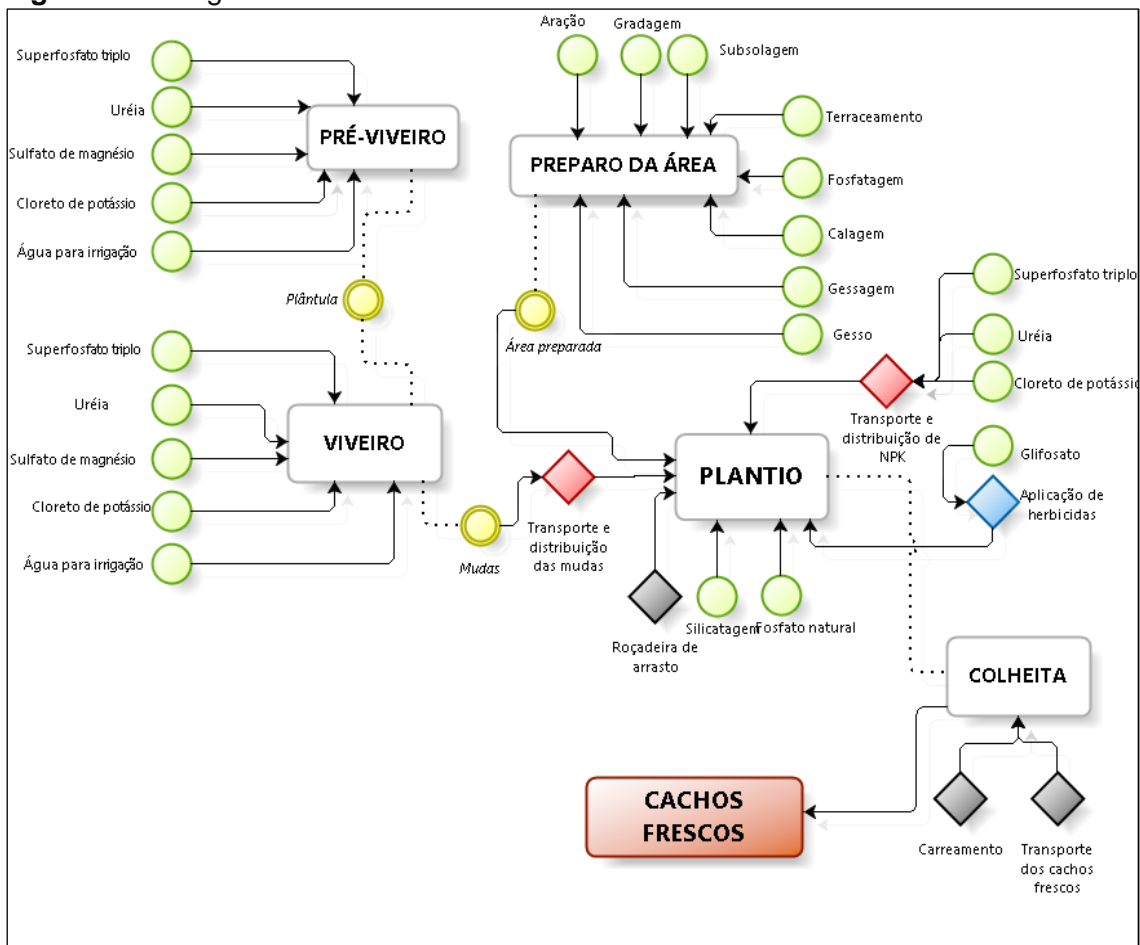 Superfosfato triplo
Uréia
Sulfato de magnésio
Cloreto de potássio
Água para irrigação
PRÉ-VIVEIRO
Plântula
Aração
Gradagem
Subsolagem
Terraceamento
PREPARO DA ÁREA
Fosfatagem
Calagem
Gessagem
Gesso
Área preparada
Superfosfato triplo
Uréia
Cloreto de potássio
Transporte e
distribuição de
NPK
Superfosfato triplo
Uréia
Sulfato de magnésio
Cloreto de potássio
Água para irrigação
VIVEIRO
Mudas
Transporte e
distribuição
das mudas
PLANTIO
Glifosato
Aplicação de
herbicidas
Roçadeira de
arrasto
Silicatagem
Fosfato natural
COLHEITA
Carreamento
Transporte
dos cachos
frescos
CACHOS
FRESCOS